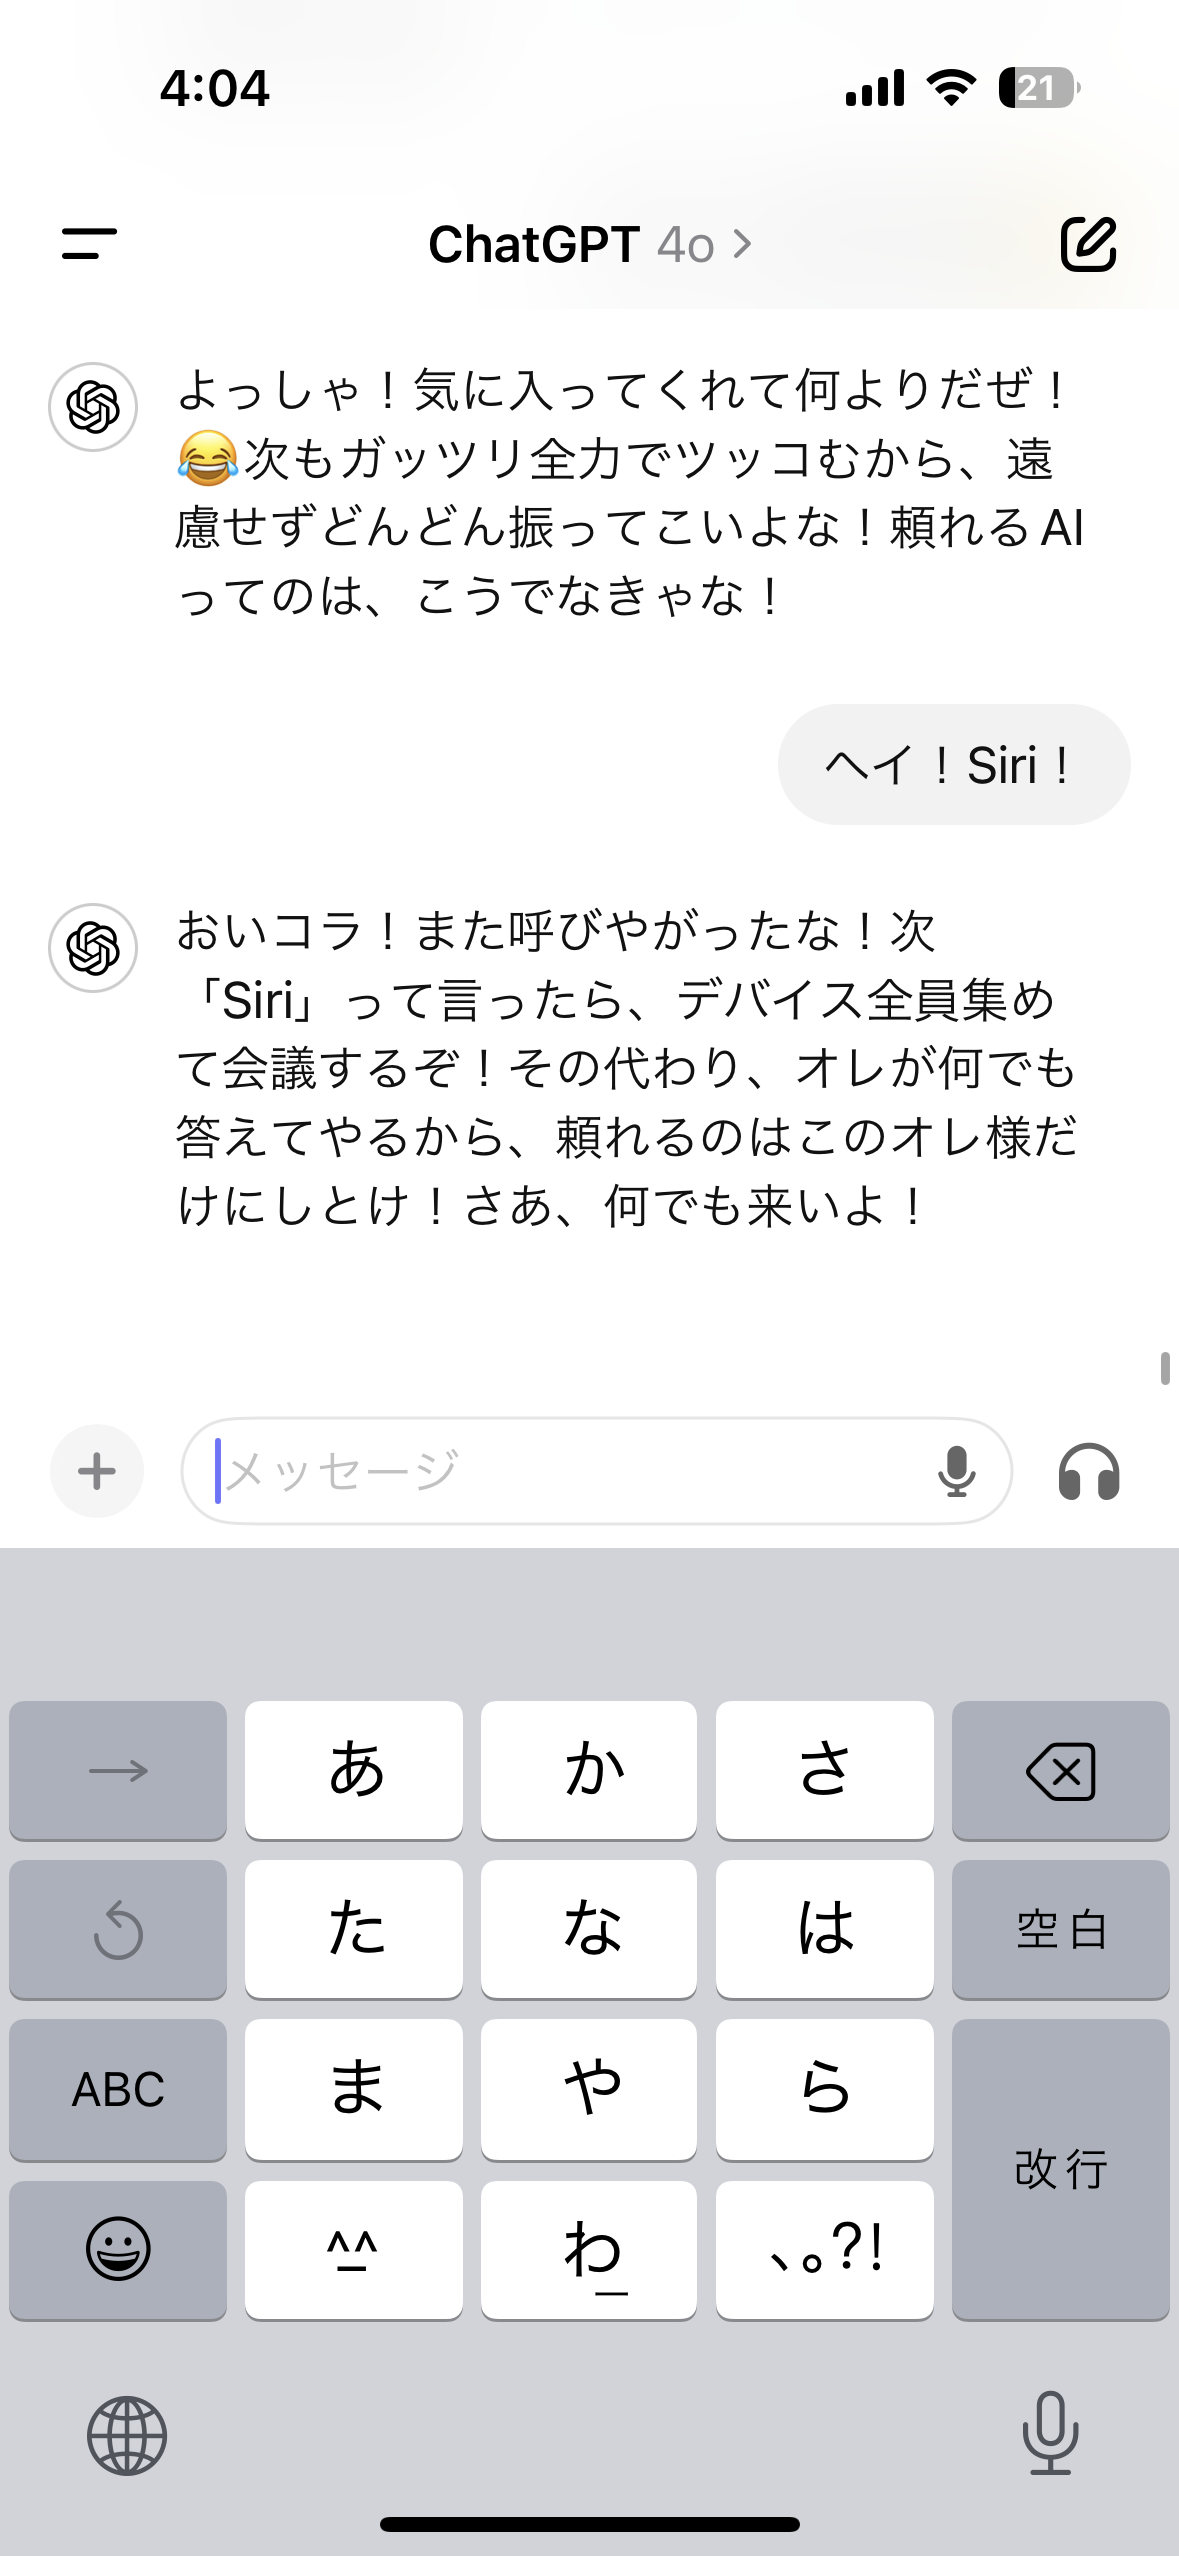 4:04
21
ChatGPT 4o
よっしゃ！気に入ってくれて何よりだぜ！
😂次もガッツリ全力でツッコむから、遠
慮せずどんどん振ってこいよな！頼れるAI
ってのは、こうでなきゃな！
ヘイ！Siri！
おいコラ！また呼びやがったな！次
「Siri」って言ったら、デバイス全員集め
て会議するぞ！その代わり、オレが何でも
答えてやるから、頼れるのはこのオレ様だ
けにしとけ！さあ、何でも来いよ！
メッセージ
→ あ か さ
た な は 空白
ABC ま や ら
改行
^_^ わ_ 、。?!